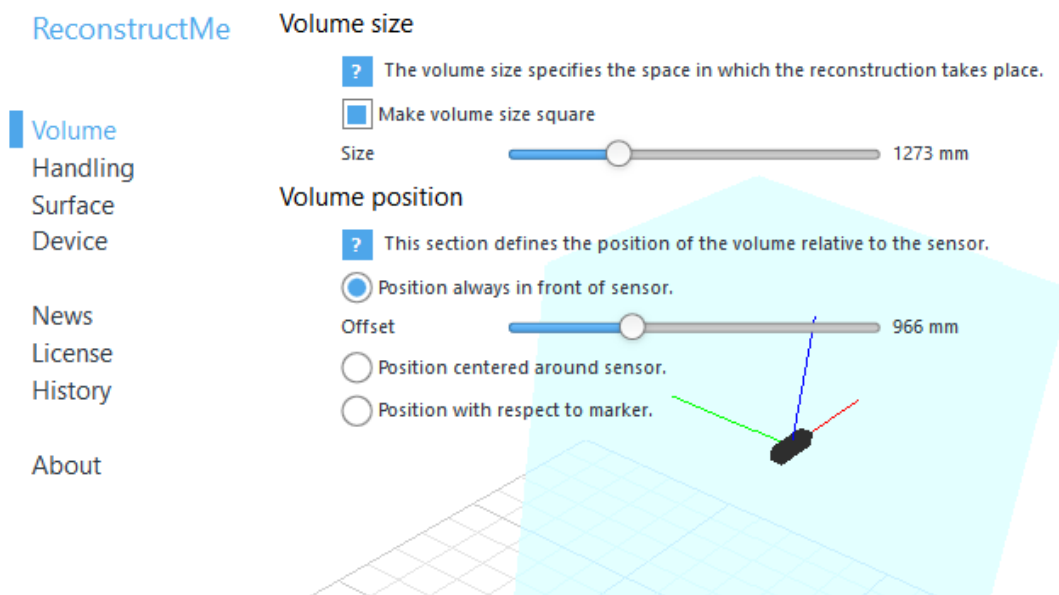 ReconstructMe
Volume
Handling
Surface
Device
News
License
History
About
Volume size
? The volume size specifies the space in which the reconstruction takes place.
Make volume size square
Size 1273 mm
Volume position
? This section defines the position of the volume relative to the sensor.
Position always in front of sensor.
Offset 966 mm
Position centered around sensor.
Position with respect to marker.